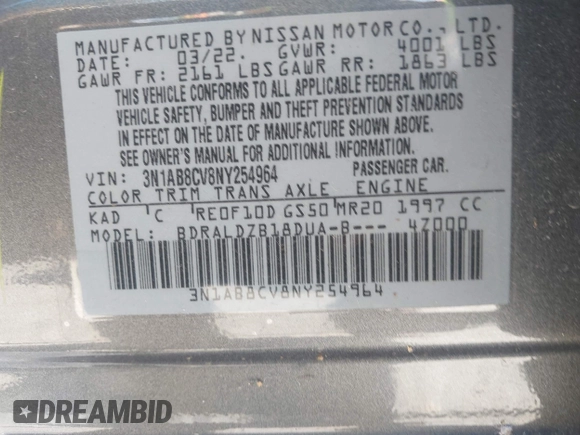 MANUFACTURED BY NISSAN MOTOR CO., LTD.
DATE: 03/22. GVWR: 4001 LBS
GAWR FR: 2161 LBS GAWR RR: 1863 LBS
THIS VEHICLE CONFORMS TO ALL APPLICABLE FEDERAL MOTOR
VEHICLE SAFETY, BUMPER AND THEFT PREVENTION STANDARDS
IN EFFECT ON THE DATE OF MANUFACTURE SHOWN ABOVE.
SEE OWNER'S MANUAL FOR ADDITIONAL INFORMATION.
VIN: 3N1AB8CV8NY254964 PASSENGER CAR.
COLOR TRIM TRANS AXLE ENGINE
KAD C RE0F10D GS50 MR20 1997 CC
MODEL: BDRALDZB18DUA-B--- 4Z000
3N1AB8CV8NY254964
DREAMBID